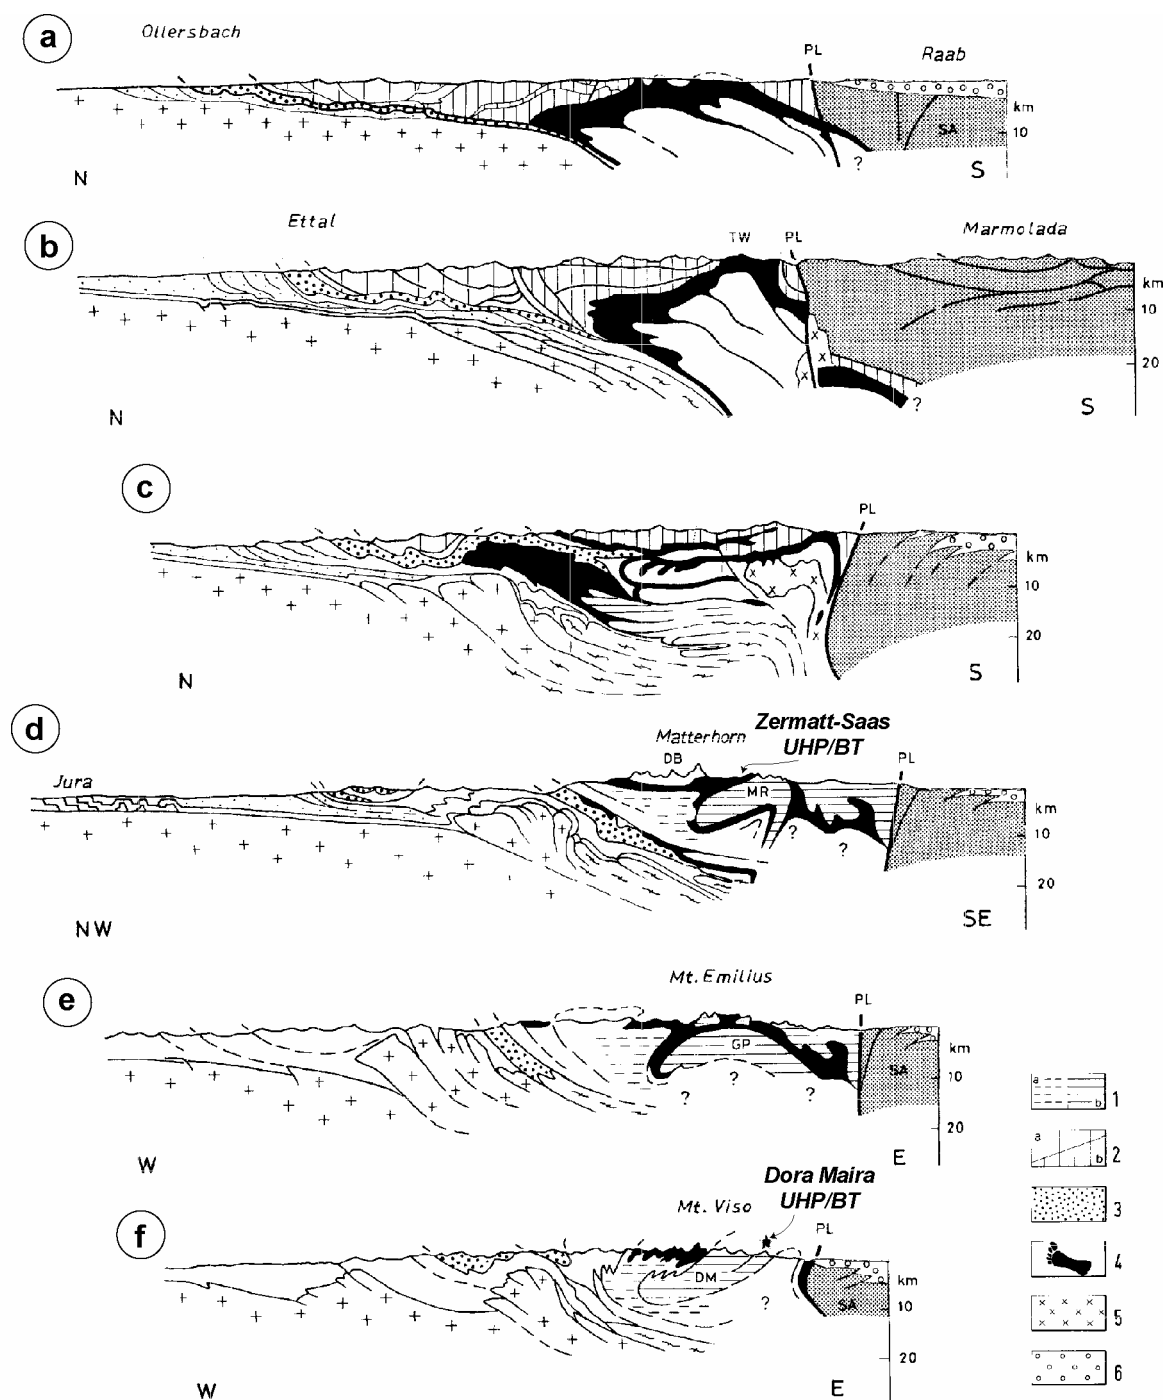 a
Ollersbach
PL
Raab
km
10
SA
?
N
S
b
Ettal
TW
PL
Marmolada
km
10
20
?
N
S
c
PL
km
10
20
N
S
d
Jura
Matterhorn
DB
Zermatt-Saas
UHP/BT
PL
MR
km
10
?
?
20
NW
SE
e
Mt. Emilius
PL
GP
km
SA
10
?
?
?
20
W
E
f
Mt. Viso
Dora Maira
UHP/BT
PL
DM
km
?
SA
10
20
W
E
a
b
1
a
b
2
3
4
5
6